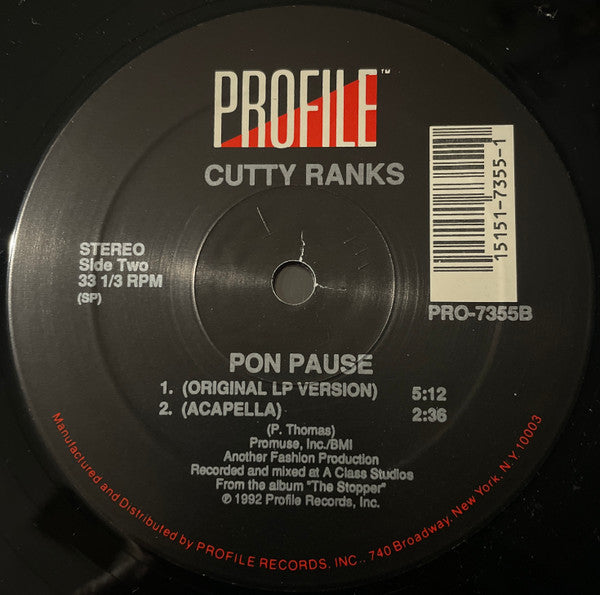 PROFILE™
CUTTY RANKS
STEREO
Side Two
33 1/3 RPM
(SP)
15151-7355-1
PRO-7355B
PON PAUSE
1. (ORIGINAL LP VERSION) 5:12
2. (ACAPELLA) 2:36
(P. Thomas)
Promuse, Inc./BMI
Another Fashion Production
Recorded and mixed at A Class Studios
From the album "The Stopper"
℗ 1992 Profile Records, Inc.
Manufactured and Distributed by PROFILE RECORDS, INC., 740 Broadway, New York, N.Y 10003